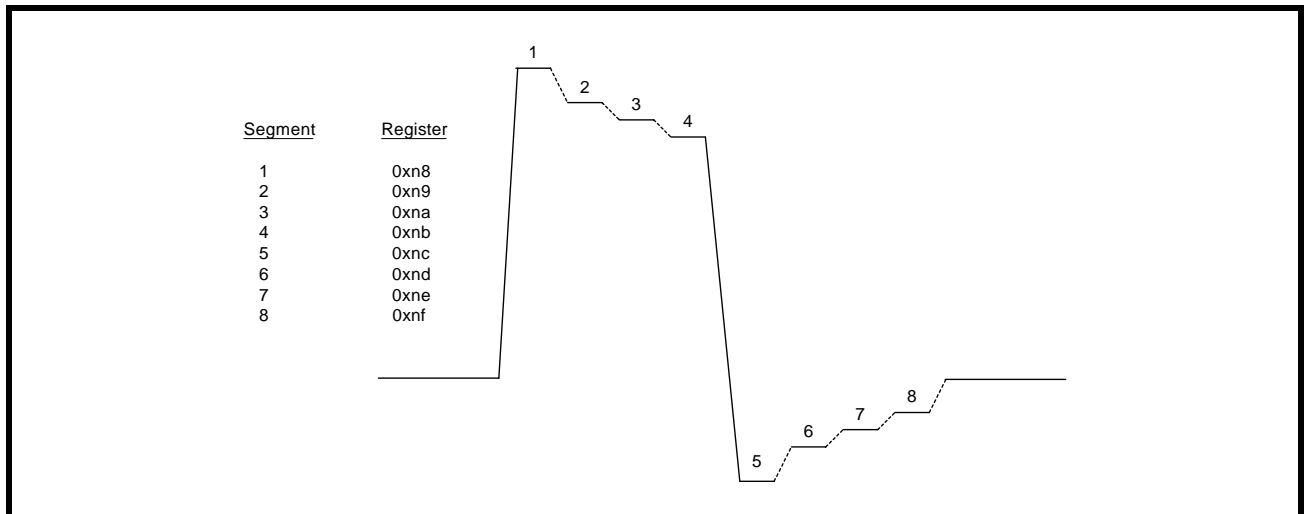 1
2
3
4
Segment Register
1 0xn8
2 0xn9
3 0xna
4 0xnb
5 0xnc
6 0xnd
7 0xne
8 0xnf
8
7
6
5